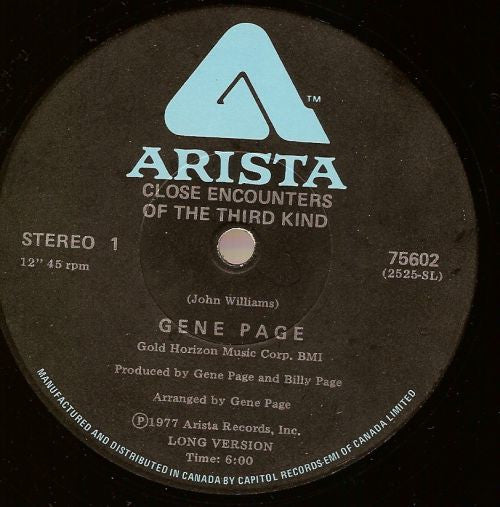 ™
ARISTA
CLOSE ENCOUNTERS
OF THE THIRD KIND
STEREO 1
12" 45 rpm
75602
(2525-SL)
(John Williams)
GENE PAGE
Gold Horizon Music Corp. BMI
Produced by Gene Page and Billy Page
Arranged by Gene Page
Ⓟ1977 Arista Records, Inc.
LONG VERSION
Time: 6:00
MANUFACTURED AND DISTRIBUTED IN CANADA BY CAPITOL RECORDS-EMI OF CANADA LIMITED